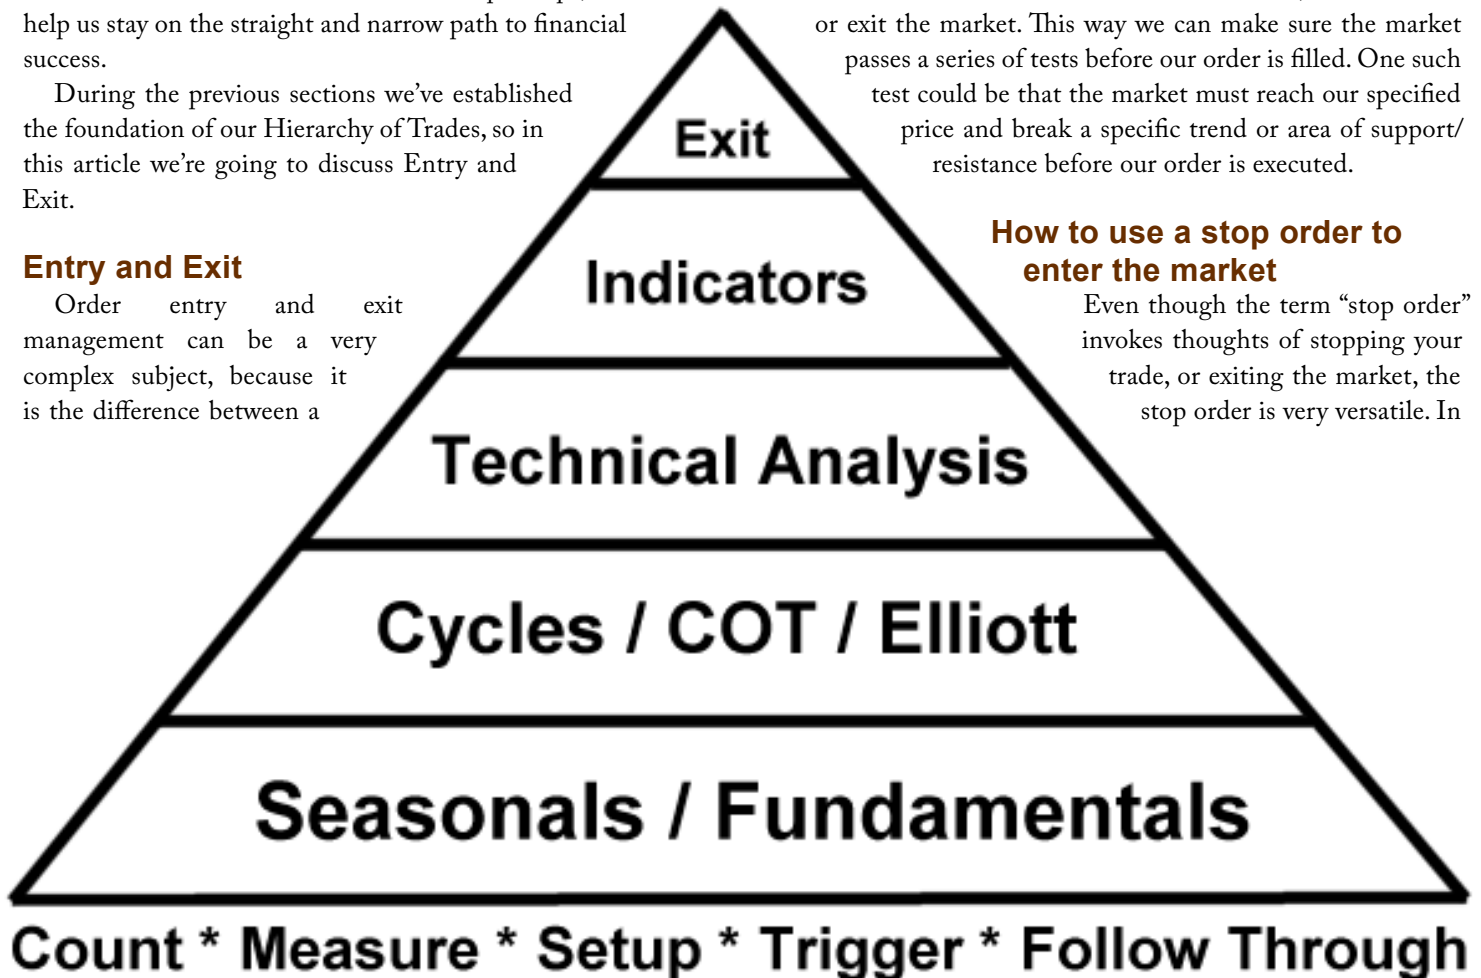 help us stay on the straight and narrow path to financial
success.
During the previous sections we've established
the foundation of our Hierarchy of Trades, so in
this article we're going to discuss Entry and
Exit.
Entry and Exit
Order entry and exit
management can be a very
complex subject, because it
is the difference between a
or exit the market. This way we can make sure the market
passes a series of tests before our order is filled. One such
test could be that the market must reach our specified
price and break a specific trend or area of support/
resistance before our order is executed.
How to use a stop order to
enter the market
Even though the term “stop order”
invokes thoughts of stopping your
trade, or exiting the market, the
stop order is very versatile. In
Exit
Indicators
Technical Analysis
Cycles / COT / Elliott
Seasonals / Fundamentals
Count * Measure * Setup * Trigger * Follow Through